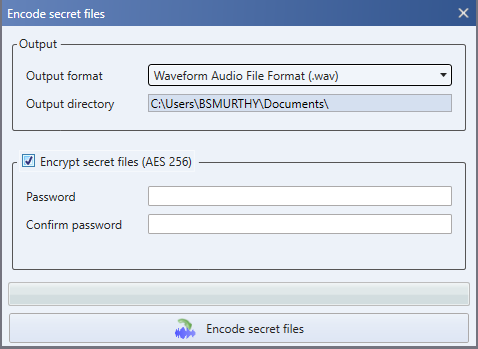 Encode secret files
Output
Output format
Waveform Audio File Format (.wav)
Output directory
C:\Users\BSMURTHY\Documents\
Encrypt secret files (AES 256)
Password
Confirm password
Encode secret files